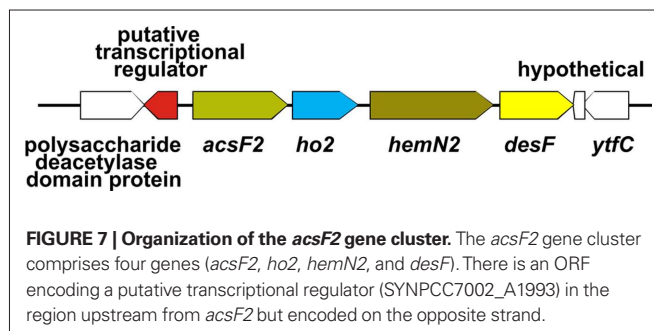 putative
transcriptional
regulator
hypothetical
polysaccharide
deacetylase
domain protein
acsF2
ho2
hemN2
desF
ytfC
FIGURE 7 | Organization of the acsF2 gene cluster. The acsF2 gene cluster
comprises four genes (acsF2, ho2, hemN2, and desF). There is an ORF
encoding a putative transcriptional regulator (SYNPCC7002_A1993) in the
region upstream from acsF2 but encoded on the opposite strand.